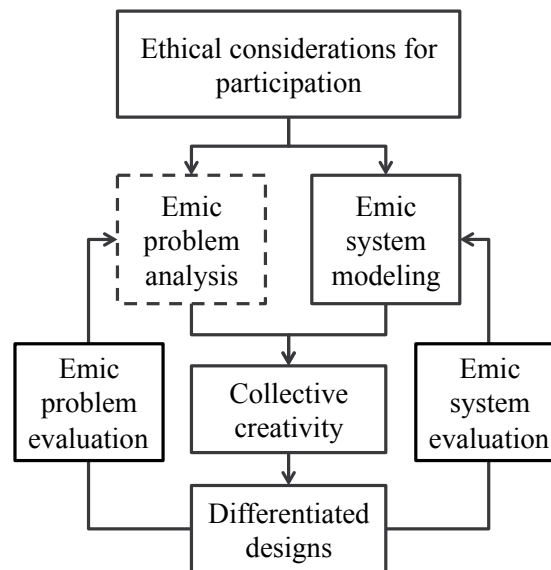 Ethical considerations for
participation
Emic
problem
analysis
Emic
system
modeling
Emic
problem
evaluation
Collective
creativity
Emic
system
evaluation
Differentiated
designs